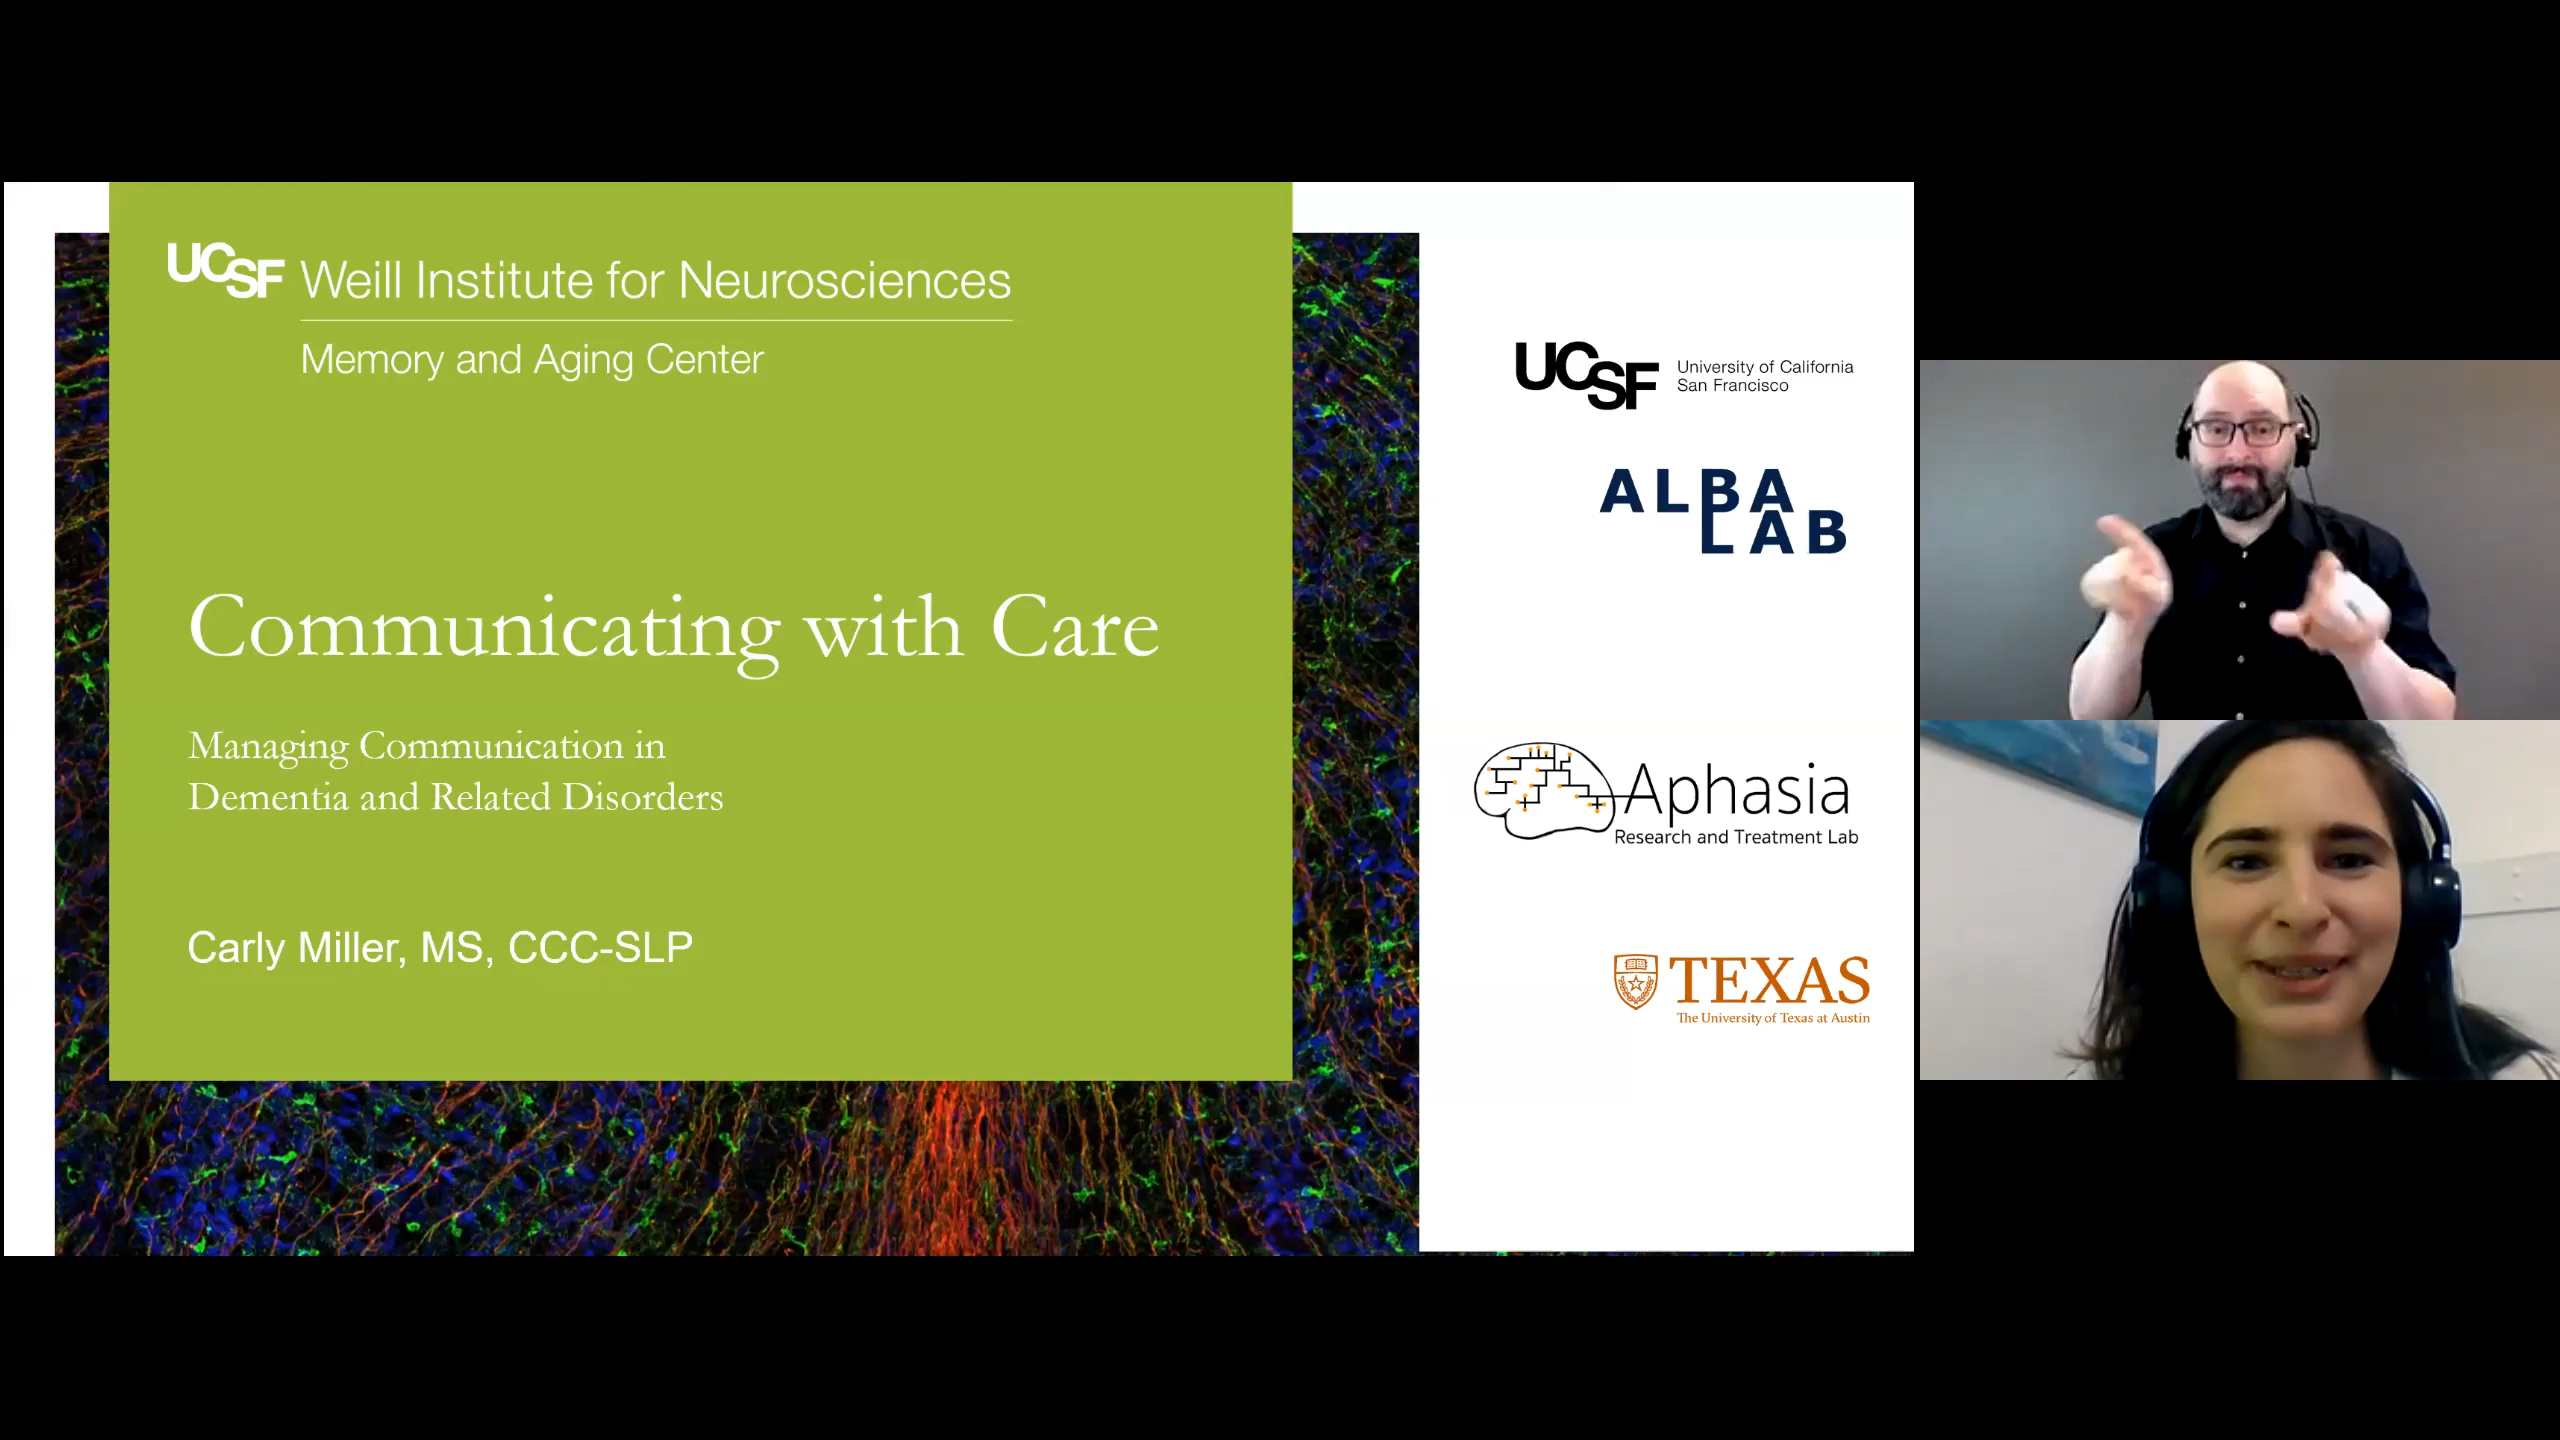 UCSF Weill Institute for Neurosciences
Memory and Aging Center
Communicating with Care
Managing Communication in
Dementia and Related Disorders
Carly Miller, MS, CCC-SLP
UCSF University of California
San Francisco
ALBA
LAB
Aphasia
Research and Treatment Lab
TEXAS
The University of Texas at Austin